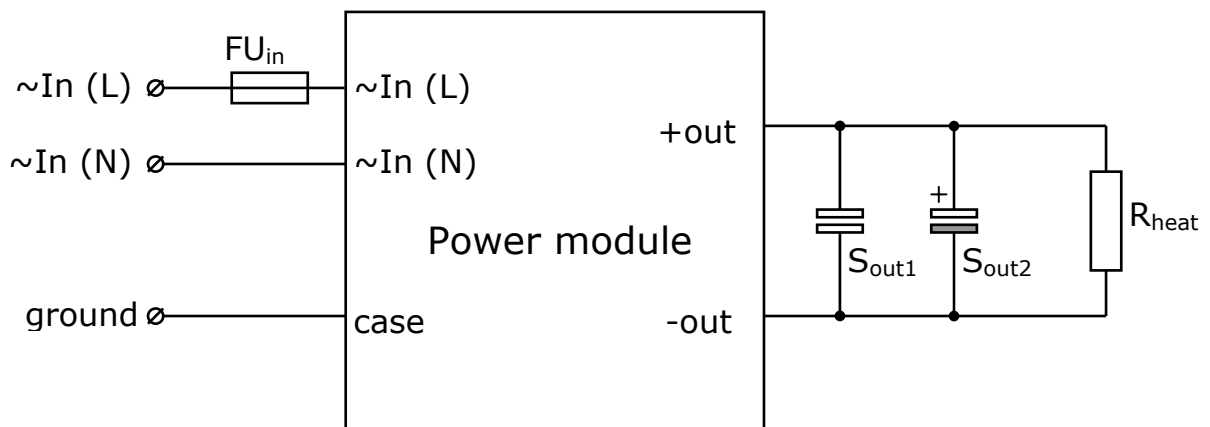 FUin
~In (L)
~In (L)
+out
~In (N)
~In (N)
Power module
+
Sout1
Sout2
Rheat
ground
case
-out